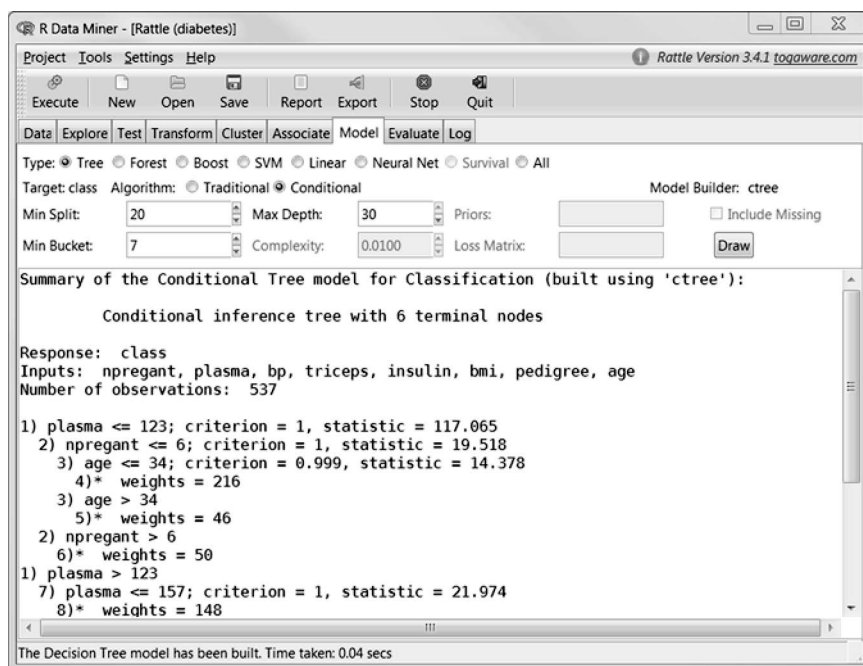 R Data Miner - [Rattle (diabetes)]
Project Tools Settings Help Rattle Version 3.4.1 togaware.com
Execute New Open Save Report Export Stop Quit
Data Explore Test Transform Cluster Associate Model Evaluate Log
Type: Tree Forest Boost SVM Linear Neural Net Survival All
Target: class Algorithm: Traditional Conditional Model Builder: ctree
Min Split: 20 Max Depth: 30 Priors: Include Missing
Min Bucket: 7 Complexity: 0.0100 Loss Matrix: Draw
Summary of the Conditional Tree model for Classification (built using 'ctree'):
Conditional inference tree with 6 terminal nodes
Response: class
Inputs: npregant, plasma, bp, triceps, insulin, bmi, pedigree, age
Number of observations: 537
1) plasma <= 123; criterion = 1, statistic = 117.065
2) npregant <= 6; criterion = 1, statistic = 19.518
3) age <= 34; criterion = 0.999, statistic = 14.378
4)* weights = 216
3) age > 34
5)* weights = 46
2) npregant > 6
6)* weights = 50
1) plasma > 123
7) plasma <= 157; criterion = 1, statistic = 21.974
8)* weights = 148
The Decision Tree model has been built. Time taken: 0.04 secs